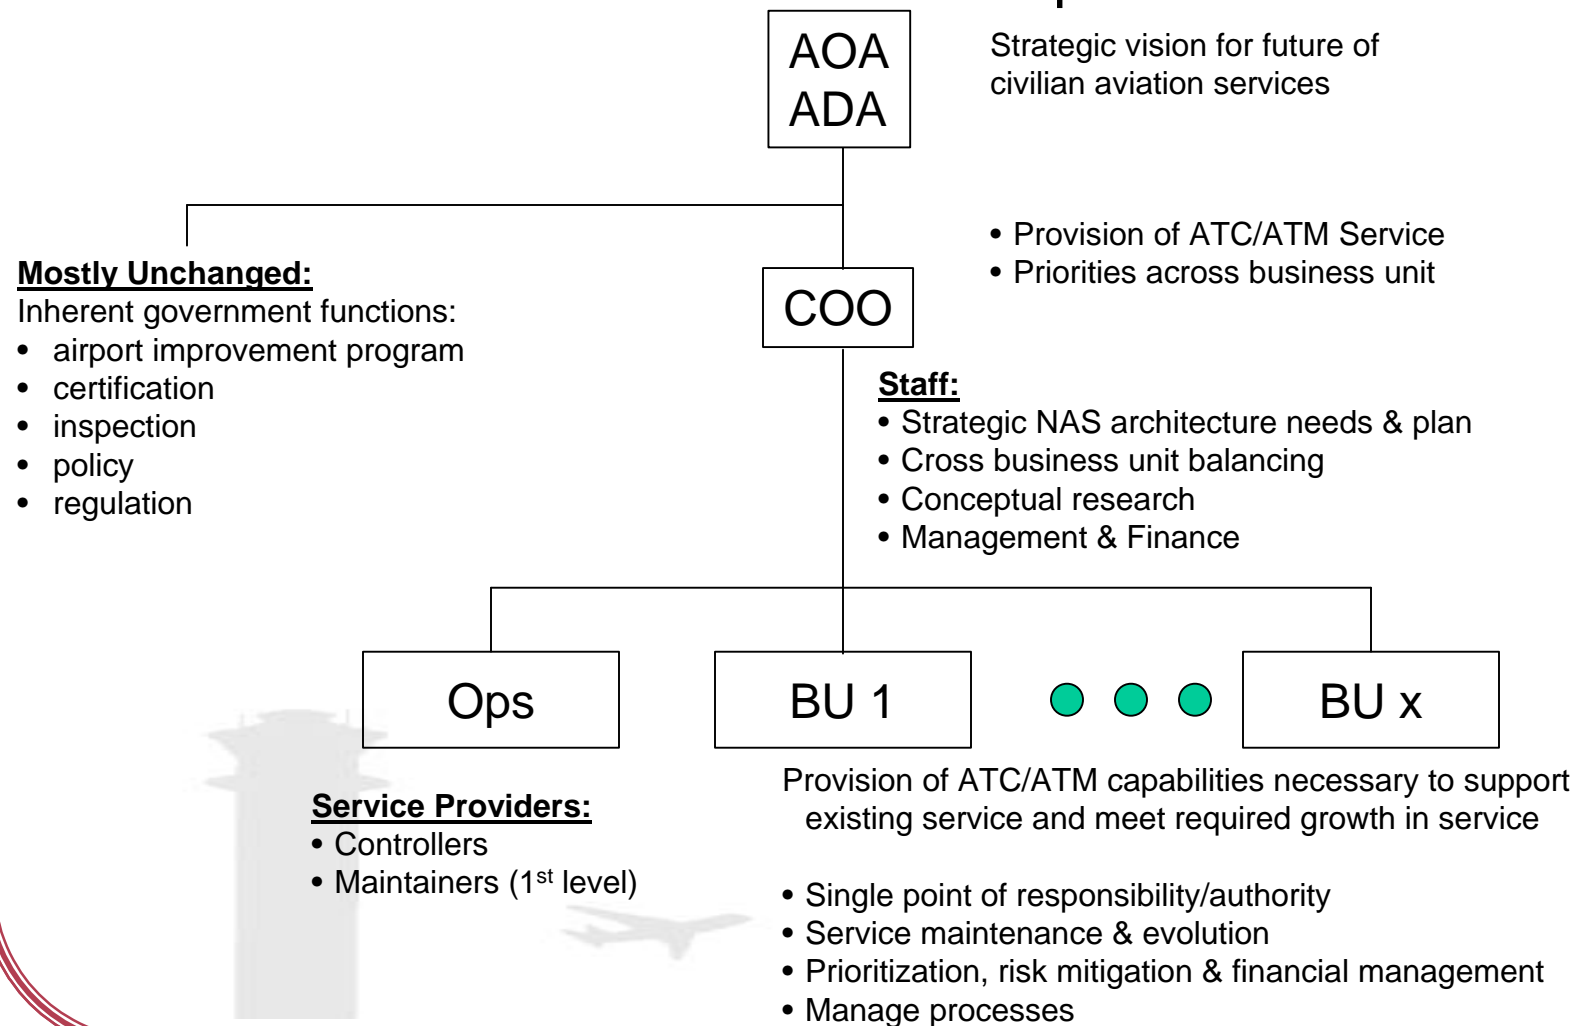 AOA
ADA
Strategic vision for future of
civilian aviation services
• Provision of ATC/ATM Service
• Priorities across business unit
Mostly Unchanged:
Inherent government functions:
• airport improvement program
• certification
• inspection
• policy
• regulation
COO
Staff:
• Strategic NAS architecture needs & plan
• Cross business unit balancing
• Conceptual research
• Management & Finance
Ops
BU 1
BU x
Service Providers:
• Controllers
• Maintainers (1st level)
Provision of ATC/ATM capabilities necessary to support
existing service and meet required growth in service
• Single point of responsibility/authority
• Service maintenance & evolution
• Prioritization, risk mitigation & financial management
• Manage processes